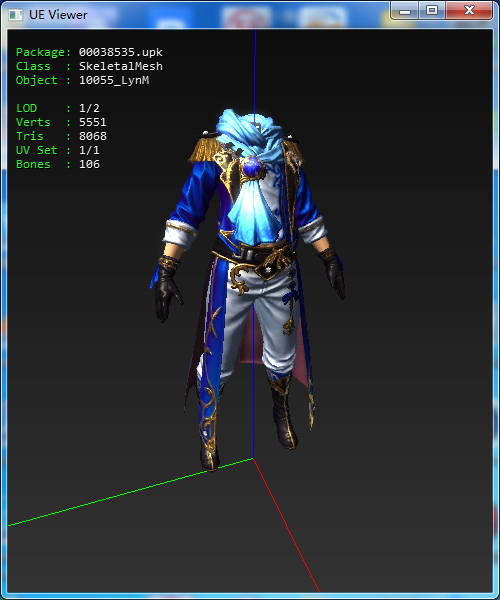 UE Viewer
Package: 00038535.upk
Class : SkeletalMesh
Object : 10055_LynM
LOD : 1/2
Verts : 5551
Tris : 8068
UV Set : 1/1
Bones : 106